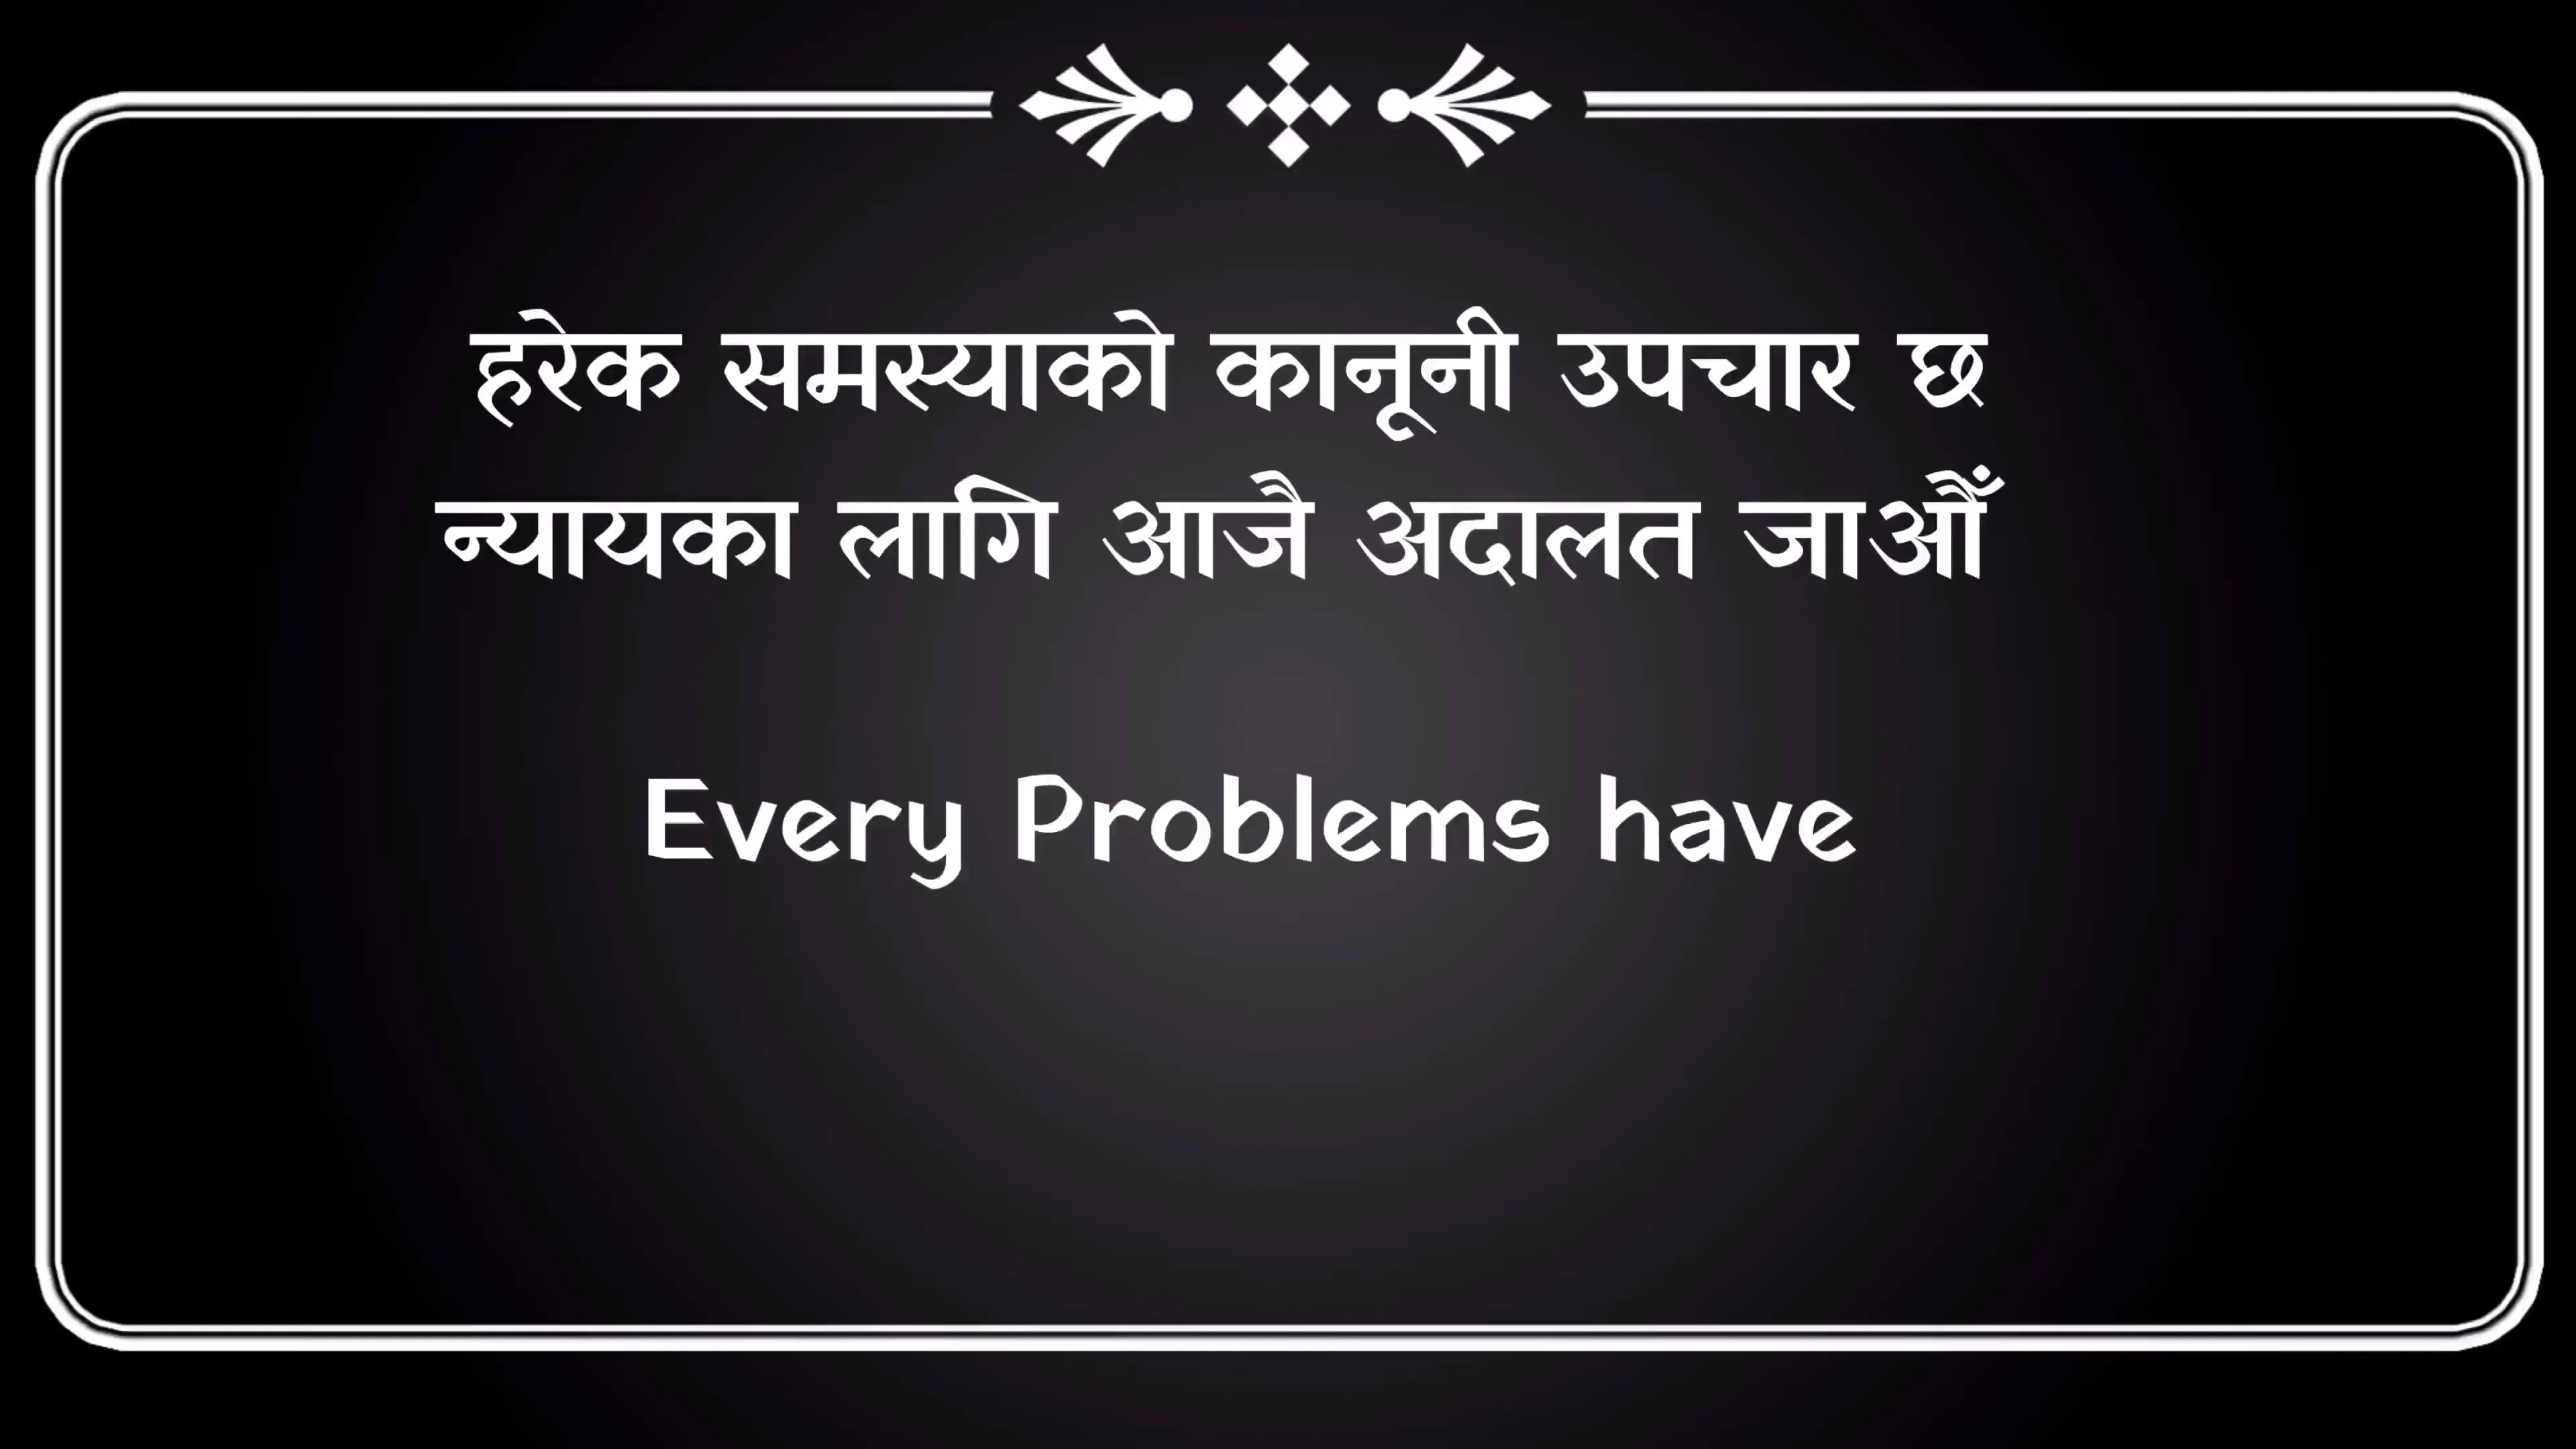 हरेक समस्याको कानूनी उपचार छ
न्यायका लागि आजै अदालत जाऔँ
Every Problems have